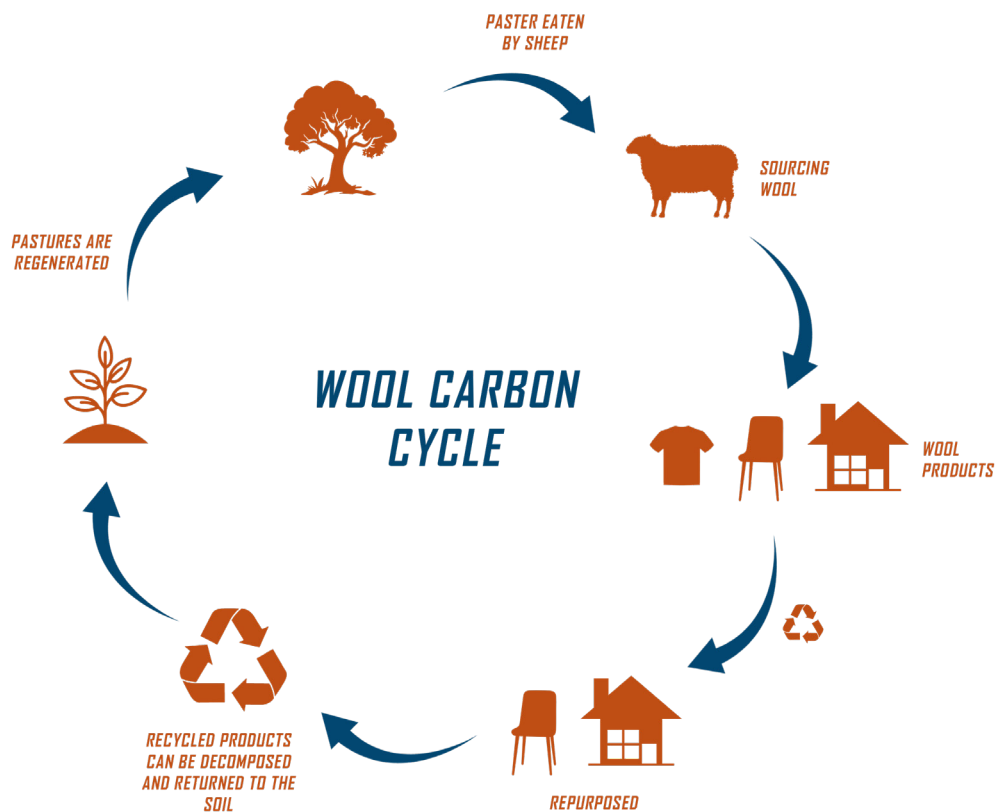 PASTER EATEN
BY SHEEP
SOURCING
WOOL
PASTURES ARE
REGENERATED
WOOL CARBON
CYCLE
WOOL
PRODUCTS
RECYCLED PRODUCTS
CAN BE DECOMPOSED
AND RETURNED TO THE
SOIL
REPURPOSED